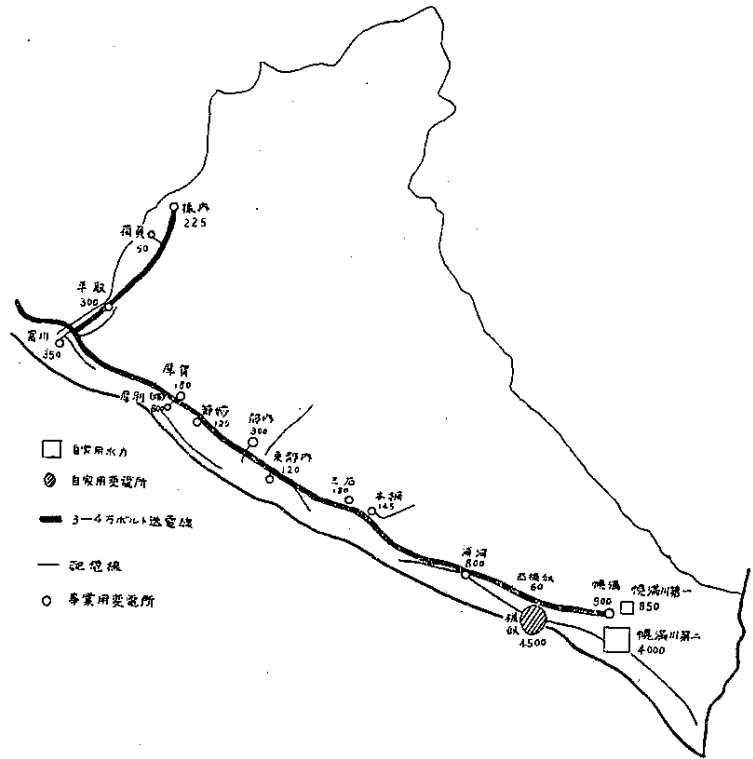 振内
225
荷負
50
平取
300
富川
350
厚賀
180
厚別
節婦
120
静内
300
東静内
120
三石
180
本桐
145
浦河
800
西様似
60
様似
4500
幌満
900
幌満川第一
850
幌満川第二
4000
自家用水力
自家用変電所
3―4万ボルト送電線
配電線
事業用変電所